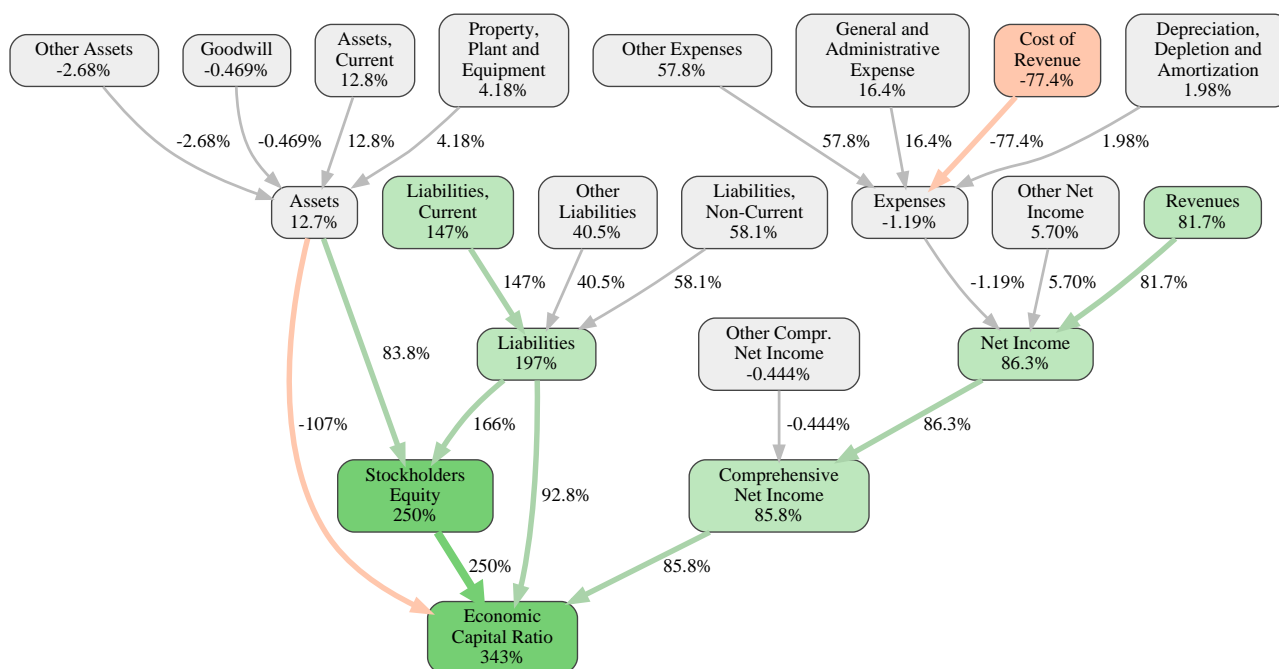 Other Assets
-2.68%
Goodwill
-0.469%
Assets,
Current
12.8%
Property,
Plant and
Equipment
4.18%
Other Expenses
57.8%
General and
Administrative
Expense
16.4%
Cost of
Revenue
-77.4%
Depreciation,
Depletion and
Amortization
1.98%
-2.68%
-0.469%
12.8%
4.18%
57.8%
16.4%
-77.4%
1.98%
Assets
12.7%
Liabilities,
Current
147%
Other
Liabilities
40.5%
Liabilities,
Non-Current
58.1%
Expenses
-1.19%
Other Net
Income
5.70%
Revenues
81.7%
147%
40.5%
58.1%
-1.19%
5.70%
81.7%
83.8%
Liabilities
197%
Other Compr.
Net Income
-0.444%
Net Income
86.3%
-107%
166%
-0.444%
86.3%
Stockholders
Equity
250%
92.8%
Comprehensive
Net Income
85.8%
250%
85.8%
Economic
Capital Ratio
343%